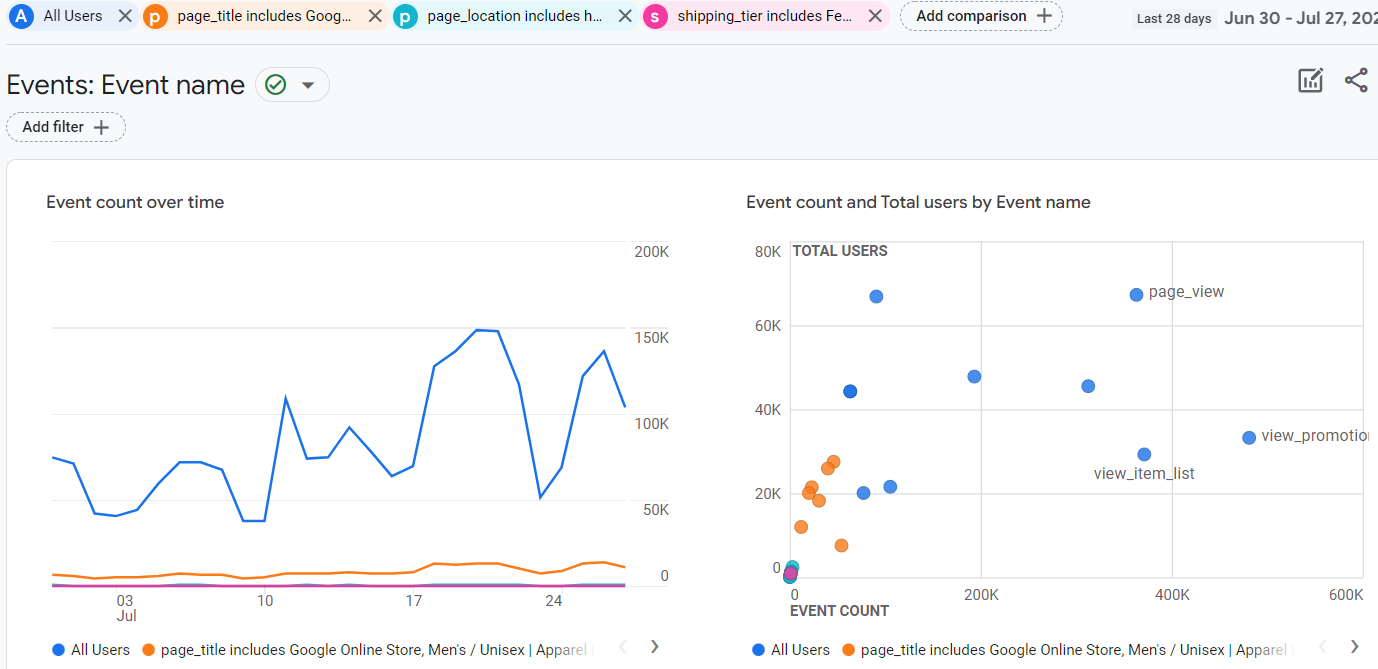 A All Users
p page_title includes Goog...
p page_location includes h...
s shipping_tier includes Fe...
Add comparison
Last 28 days Jun 30 - Jul 27, 202
Events: Event name
Add filter
Event count over time
200K
150K
100K
50K
0
03
Jul
10
17
24
All Users
page_title includes Google Online Store, Men's / Unisex | Apparel
Event count and Total users by Event name
80K
TOTAL USERS
page_view
60K
40K
view_promotion
view_item_list
20K
0
0
200K
400K
600K
EVENT COUNT
All Users
page_title includes Google Online Store, Men's / Unisex | Apparel